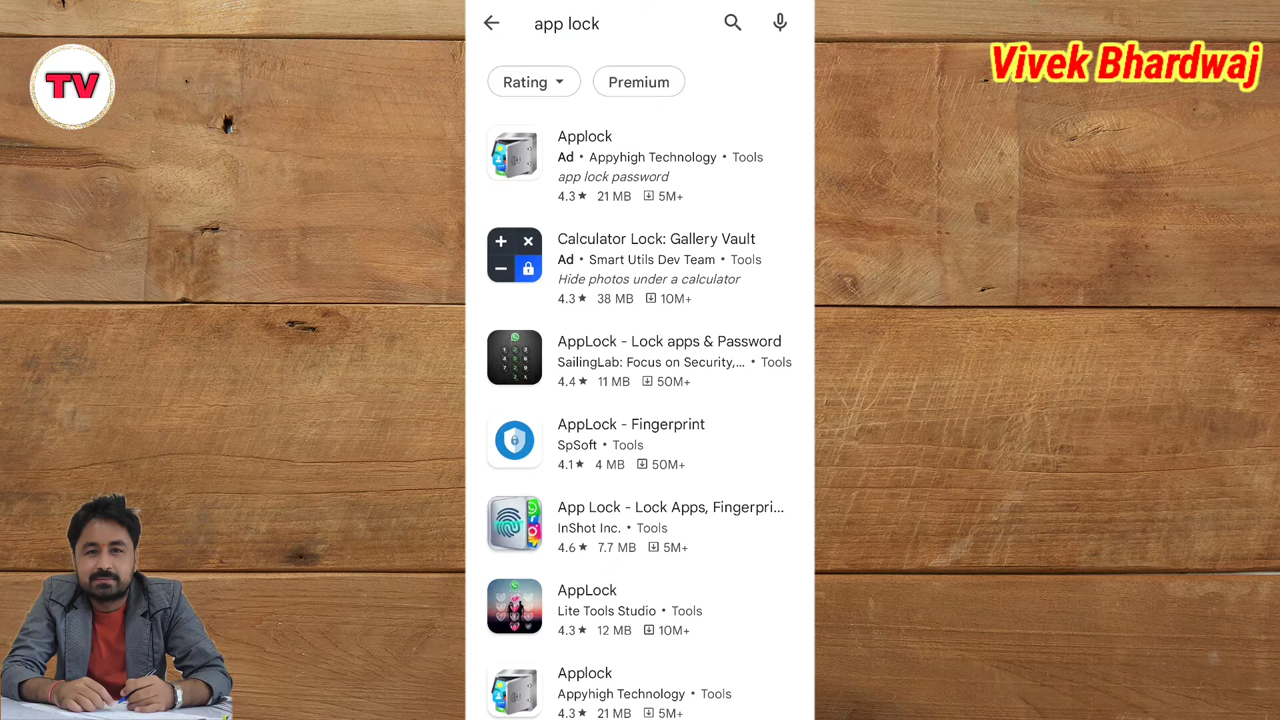 app lock
TV
Vivek Bhardwaj
Rating
Premium
Applock
Ad • Appyhigh Technology • Tools
app lock password
4.3★ 21 MB 5M+
Calculator Lock: Gallery Vault
Ad • Smart Utils Dev Team • Tools
Hide photos under a calculator
4.3★ 38 MB 10M+
AppLock - Lock apps & Password
SailingLab: Focus on Security,... • Tools
4.4★ 11 MB 50M+
AppLock - Fingerprint
SpSoft • Tools
4.1★ 4 MB 50M+
App Lock - Lock Apps, Fingerpri...
InShot Inc. • Tools
4.6★ 7.7 MB 5M+
AppLock
Lite Tools Studio • Tools
4.3★ 12 MB 10M+
Applock
Appyhigh Technology • Tools
4.3★ 21 MB 5M+